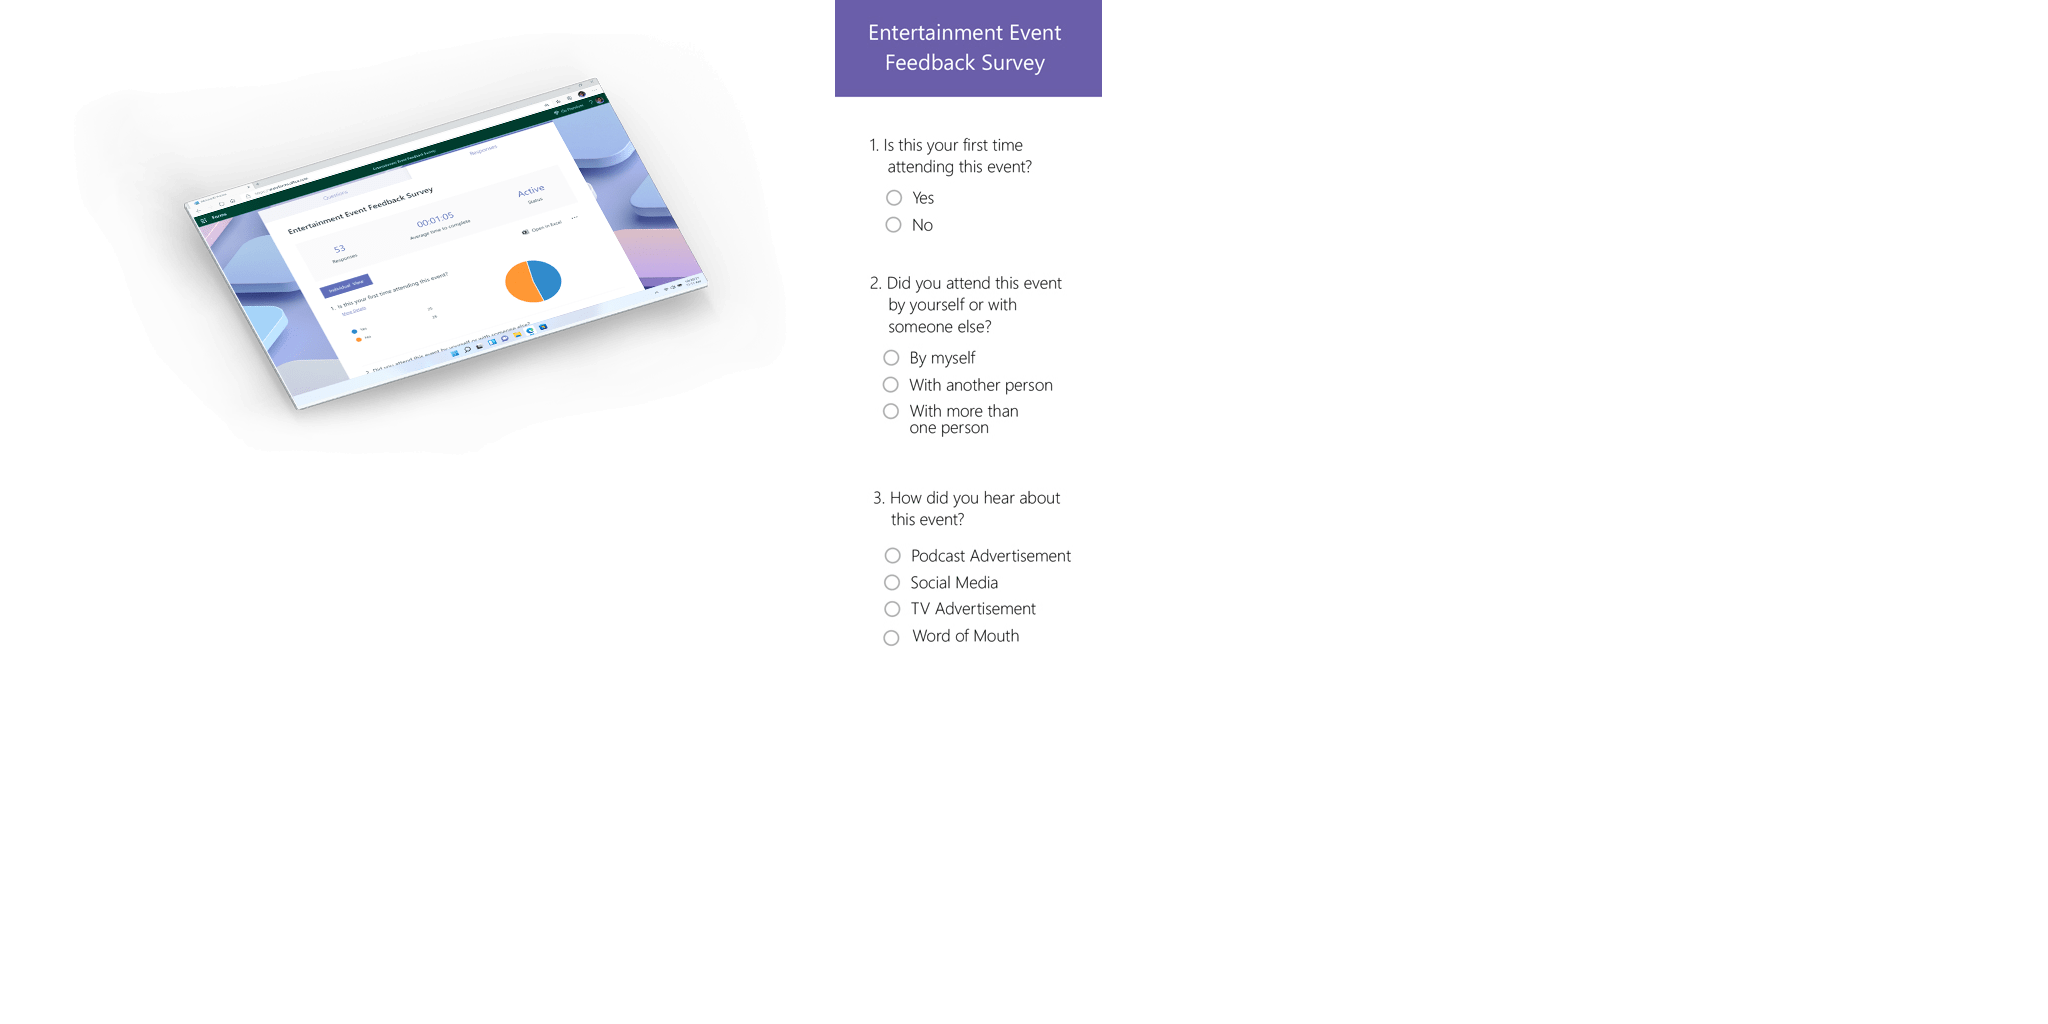 Forms
Entertainment Event Feedback Survey
Questions
Responses
Entertainment Event Feedback Survey
53
Responses
00:01:05
Average time to complete
Active
Status
Open in Excel
Individual View
1. Is this your first time attending this event?
View details
Yes
No
2. Did you attend this event by yourself or with someone else?
Entertainment Event
Feedback Survey
1. Is this your first time
attending this event?
Yes
No
2. Did you attend this event
by yourself or with
someone else?
By myself
With another person
With more than
one person
3. How did you hear about
this event?
Podcast Advertisement
Social Media
TV Advertisement
Word of Mouth